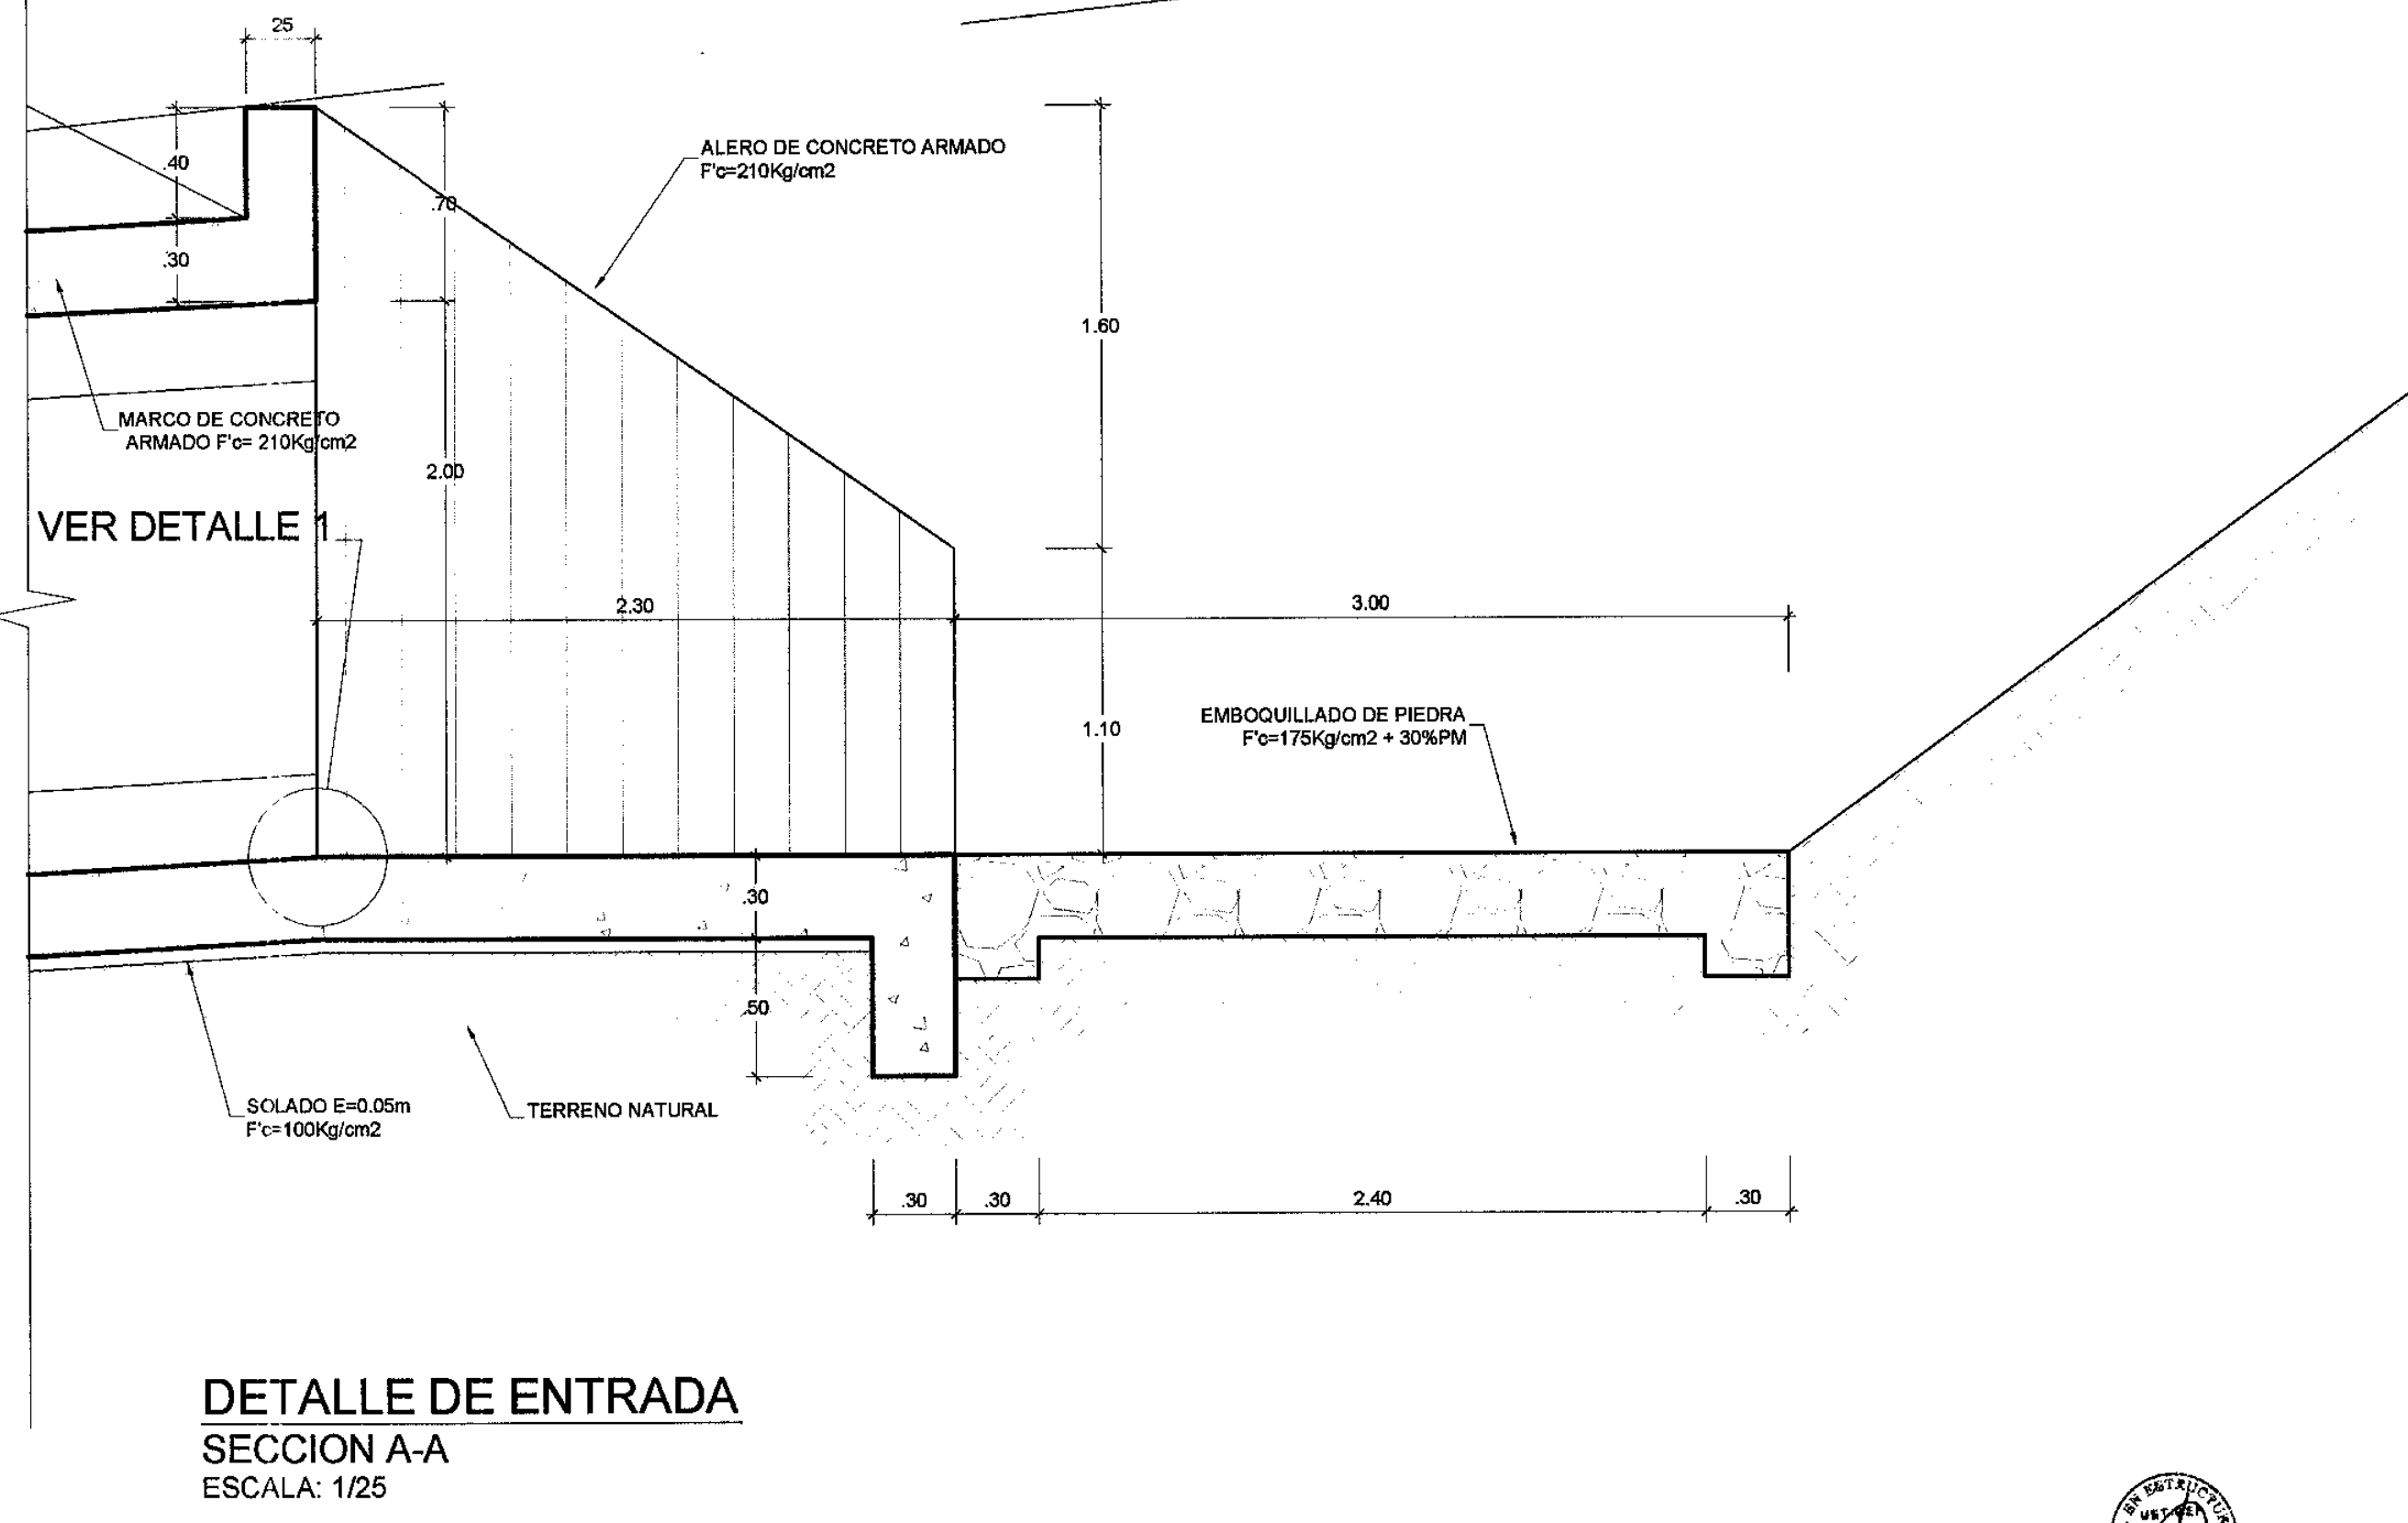 25
.40
.70
.30
ALERO DE CONCRETO ARMADO
F'c=210Kg/cm2
1.60
MARCO DE CONCRETO
ARMADO F'c= 210Kg/cm2
2.00
VER DETALLE 1
2.30
3.00
1.10
EMBOQUILLADO DE PIEDRA
F'c=175Kg/cm2 + 30%PM
.30
.50
SOLADO E=0.05m
F'c=100Kg/cm2
TERRENO NATURAL
.30
.30
2.40
.30
DETALLE DE ENTRADA
SECCION A-A
ESCALA: 1/25
EN ESTRUCTUR